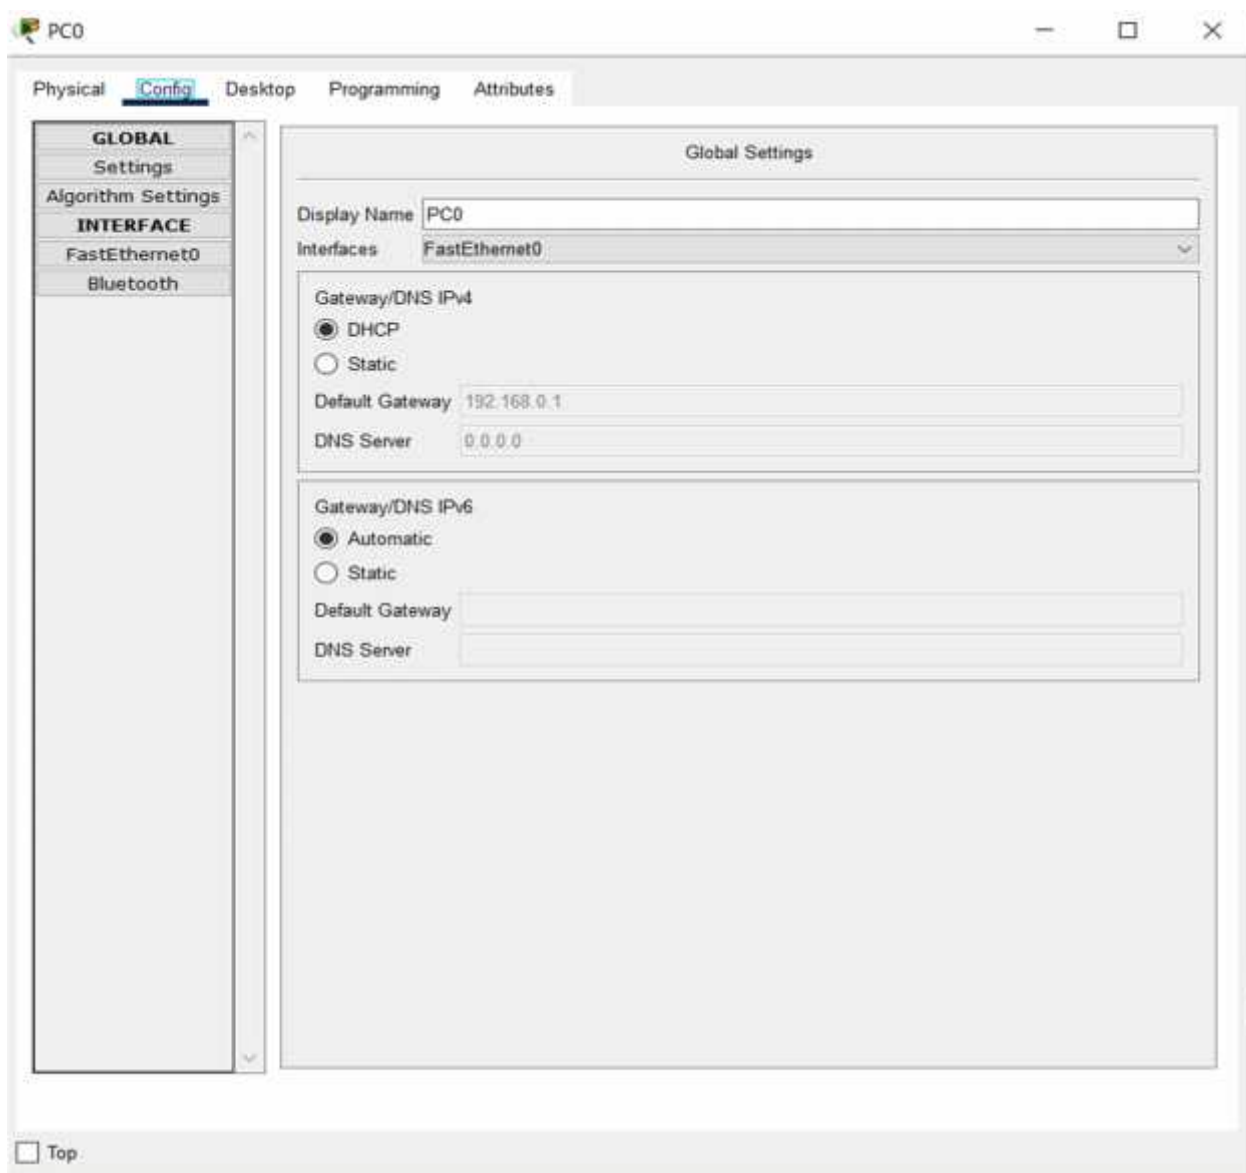 PC0
Physical Config Desktop Programming Attributes
GLOBAL
Settings
Algorithm Settings
INTERFACE
FastEthernet0
Bluetooth
Global Settings
Display Name PC0
Interfaces FastEthernet0
Gateway/DNS IPv4
DHCP
Static
Default Gateway 192.168.0.1
DNS Server 0.0.0.0
Gateway/DNS IPv6
Automatic
Static
Default Gateway
DNS Server
Top